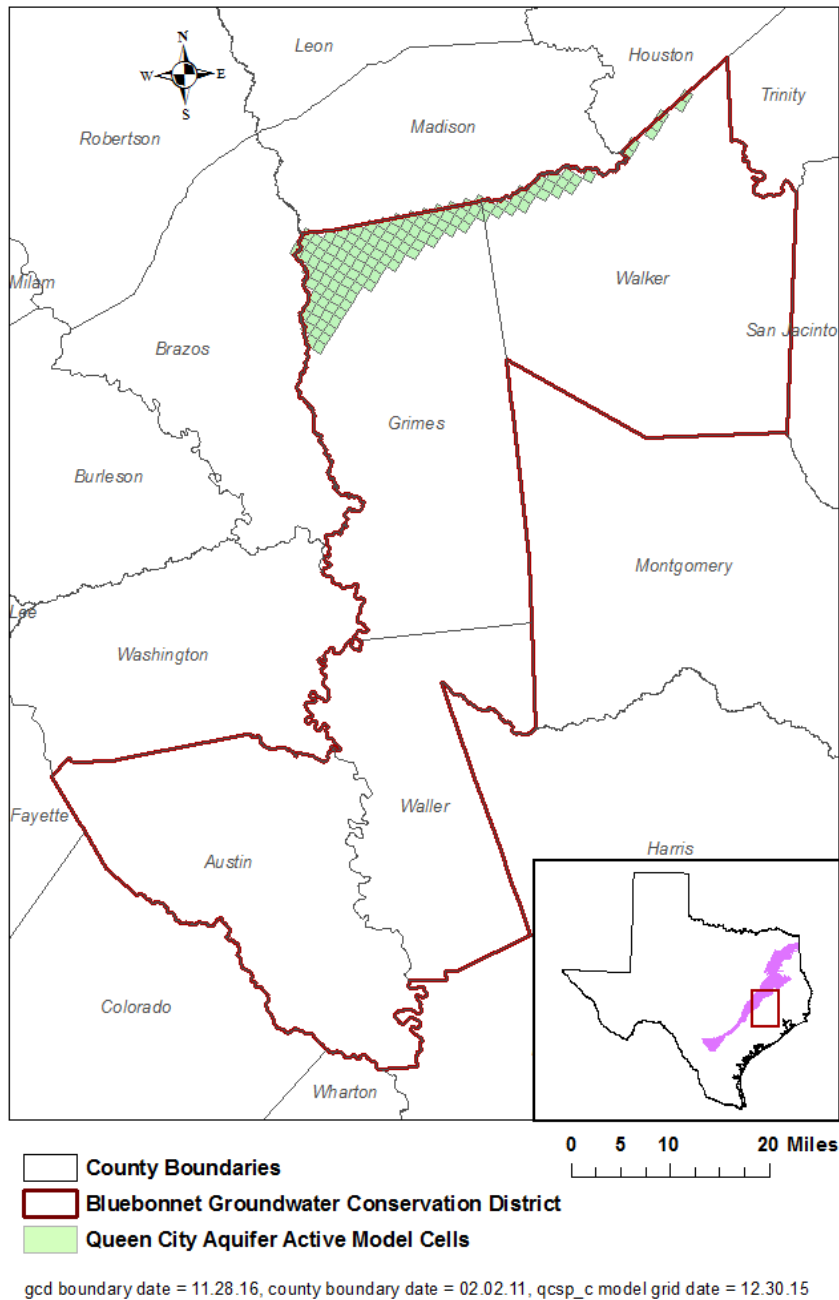 Leon
Houston
N
W E
S
Trinity
Madison
Robertson
Walker
Milam
San Jacinto
Brazos
Grimes
Burleson
Montgomery
Lee
Washington
Waller
Fayette
Harris
Austin
Colorado
Wharton
0 5 10 20 Miles
County Boundaries
Bluebonnet Groundwater Conservation District
Queen City Aquifer Active Model Cells
gcd boundary date = 11.28.16, county boundary date = 02.02.11, qcsp_c model grid date = 12.30.15